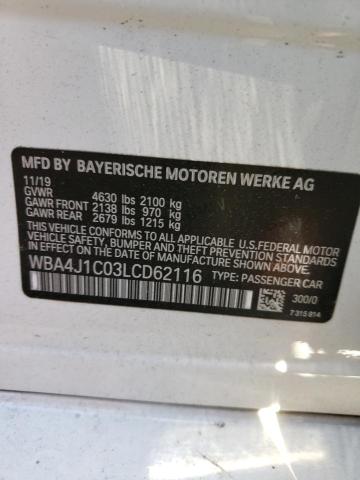 MFD BY BAYERISCHE MOTOREN WERKE AG
11/19
GVWR 4630 lbs 2100 kg
GAWR FRONT 2138 lbs 970 kg
GAWR REAR 2679 lbs 1215 kg
THIS VEHICLE CONFORMS TO ALL APPLICABLE U.S.FEDERAL MOTOR
VEHICLE SAFETY, BUMPER AND THEFT PREVENTION STANDARDS IN
EFFECT ON THE DATE OF MANUFACTURE SHOWN ABOVE.
WBA4J1C03LCD62116 TYPE: PASSENGER CAR
300/0
7 315 814